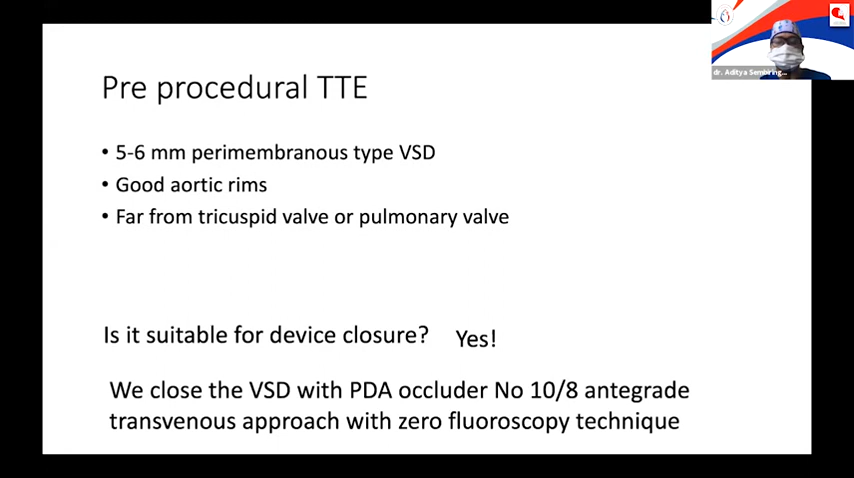 dr. Aditya Sembiring...
Pre procedural TTE
• 5-6 mm perimembranous type VSD
• Good aortic rims
• Far from tricuspid valve or pulmonary valve
Is it suitable for device closure? Yes!
We close the VSD with PDA occluder No 10/8 antegrade
transvenous approach with zero fluoroscopy technique